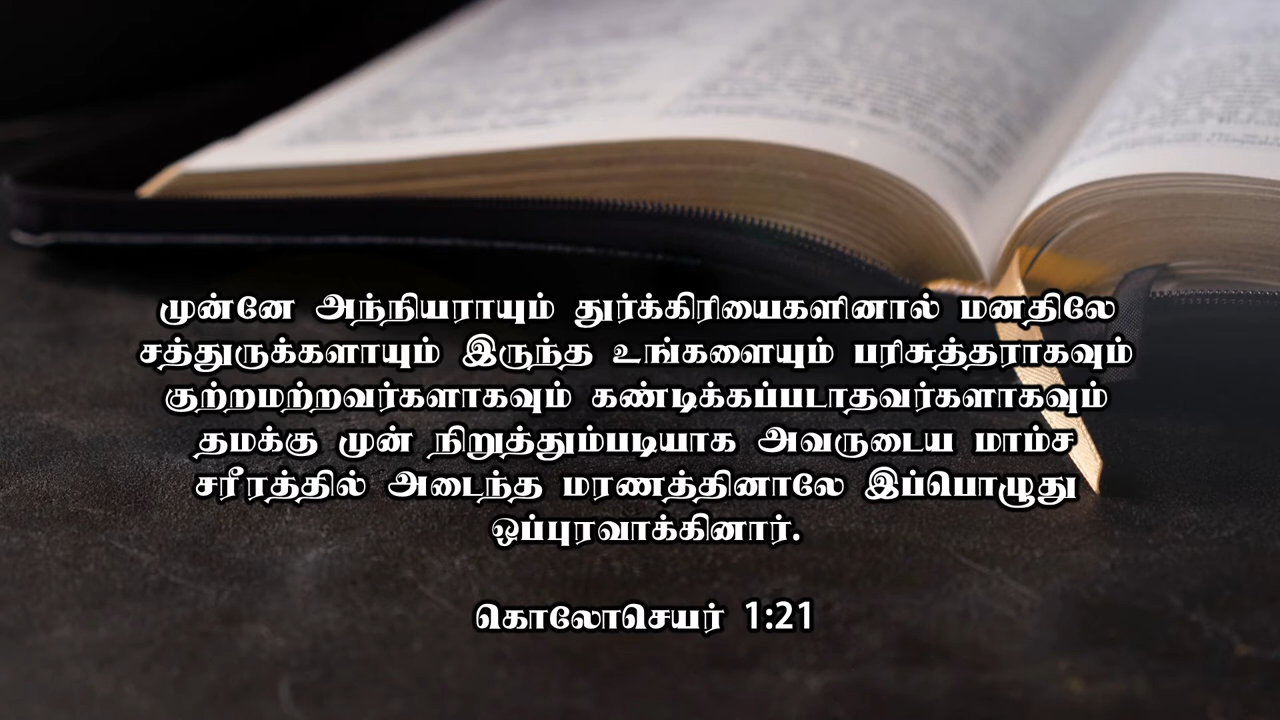 முன்னே அந்நியராயும் துர்க்கிரியைகளினால் மனதிலே
சத்துருக்களாயும் இருந்த உங்களையும் பரிசுத்தராகவும்
குற்றமற்றவர்களாகவும் கண்டிக்கப்படாதவர்களாகவும்
தமக்கு முன் நிறுத்தும்படியாக அவருடைய மாம்ச
சரீரத்தில் அடைந்த மரணத்தினாலே இப்பொழுது
ஒப்புரவாக்கினார்.
கொலோசெயர் 1:21